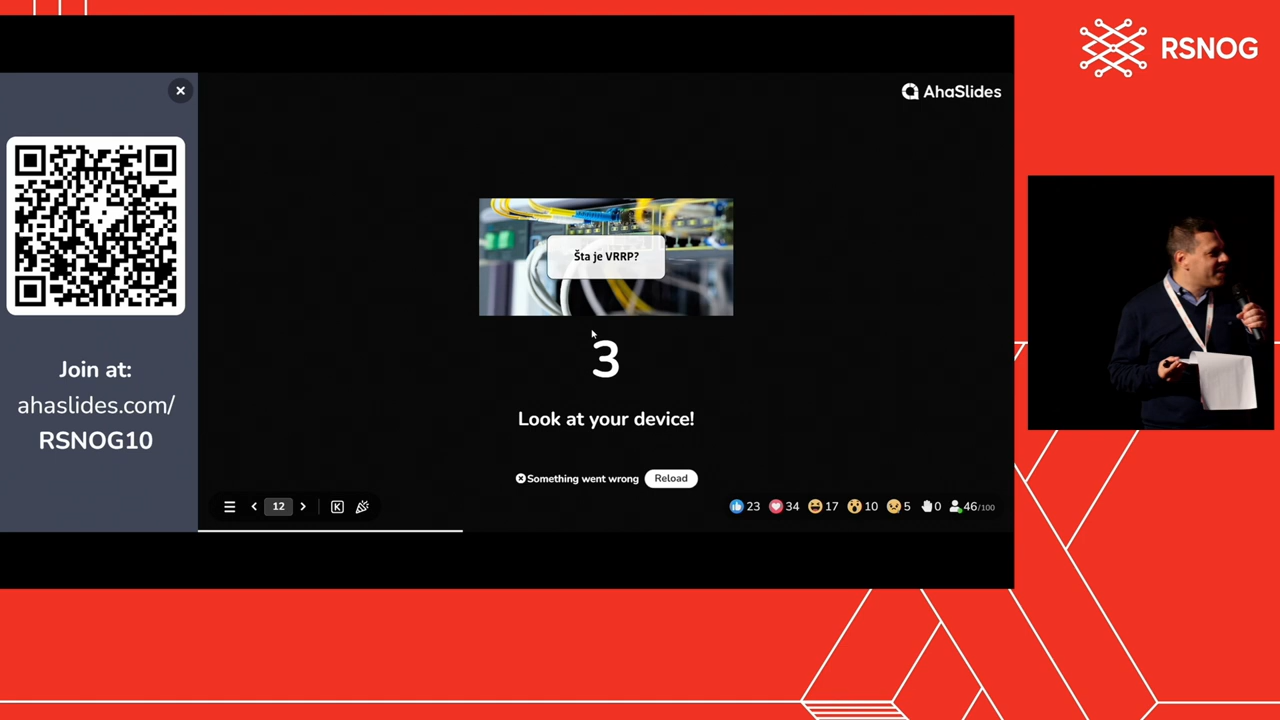 RSNOG
AhaSlides
Šta je VRRP?
3
Look at your device!
Something went wrong
Reload
Join at:
ahaslides.com/
RSNOG10
12
K
23
34
17
10
5
0
46/100